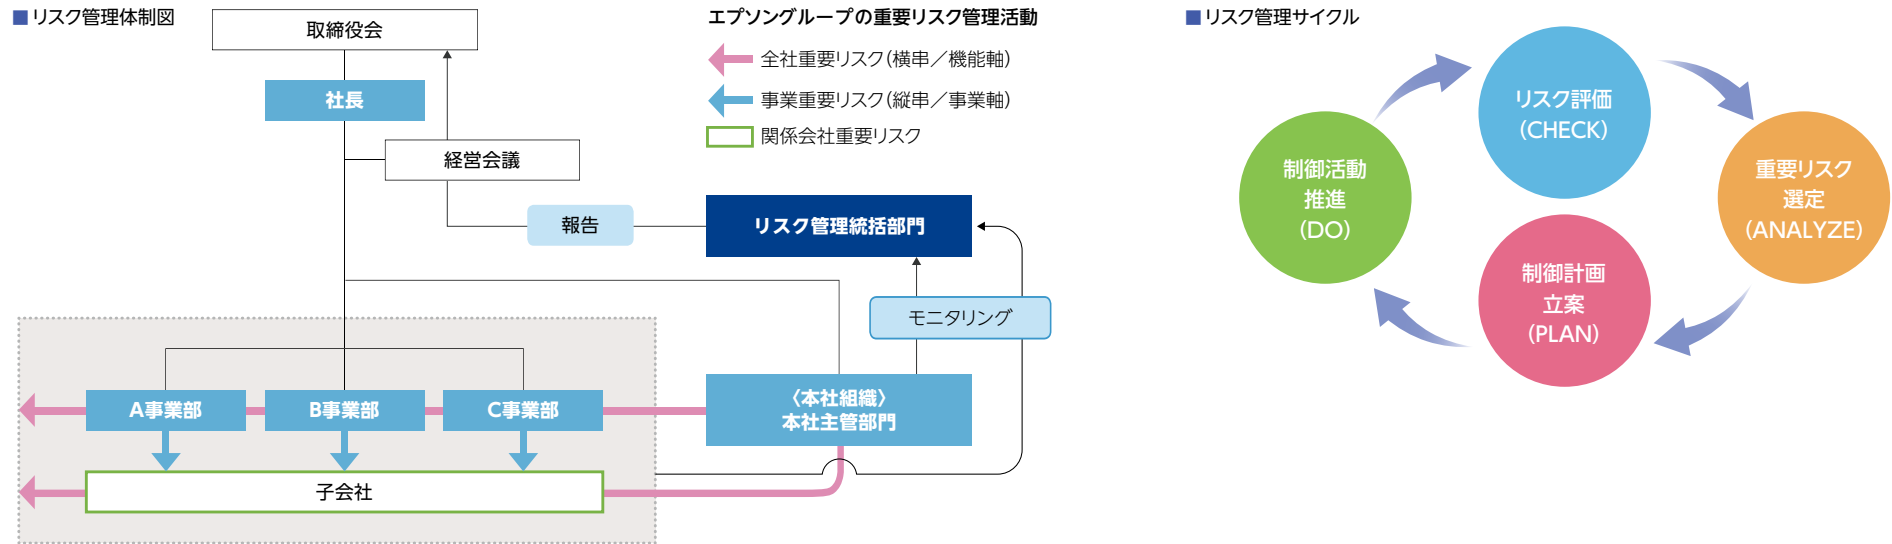 ■ リスク管理体制図
取締役会
社長
経営会議
報告
リスク管理統括部門
モニタリング
〈本社組織〉
本社主管部門
A事業部
B事業部
C事業部
子会社
エプソングループの重要リスク管理活動
全社重要リスク（横串／機能軸）
事業重要リスク（縦串／事業軸）
関係会社重要リスク
■ リスク管理サイクル
リスク評価
（CHECK）
重要リスク
選定
（ANALYZE）
制御計画
立案
（PLAN）
制御活動
推進
（DO）